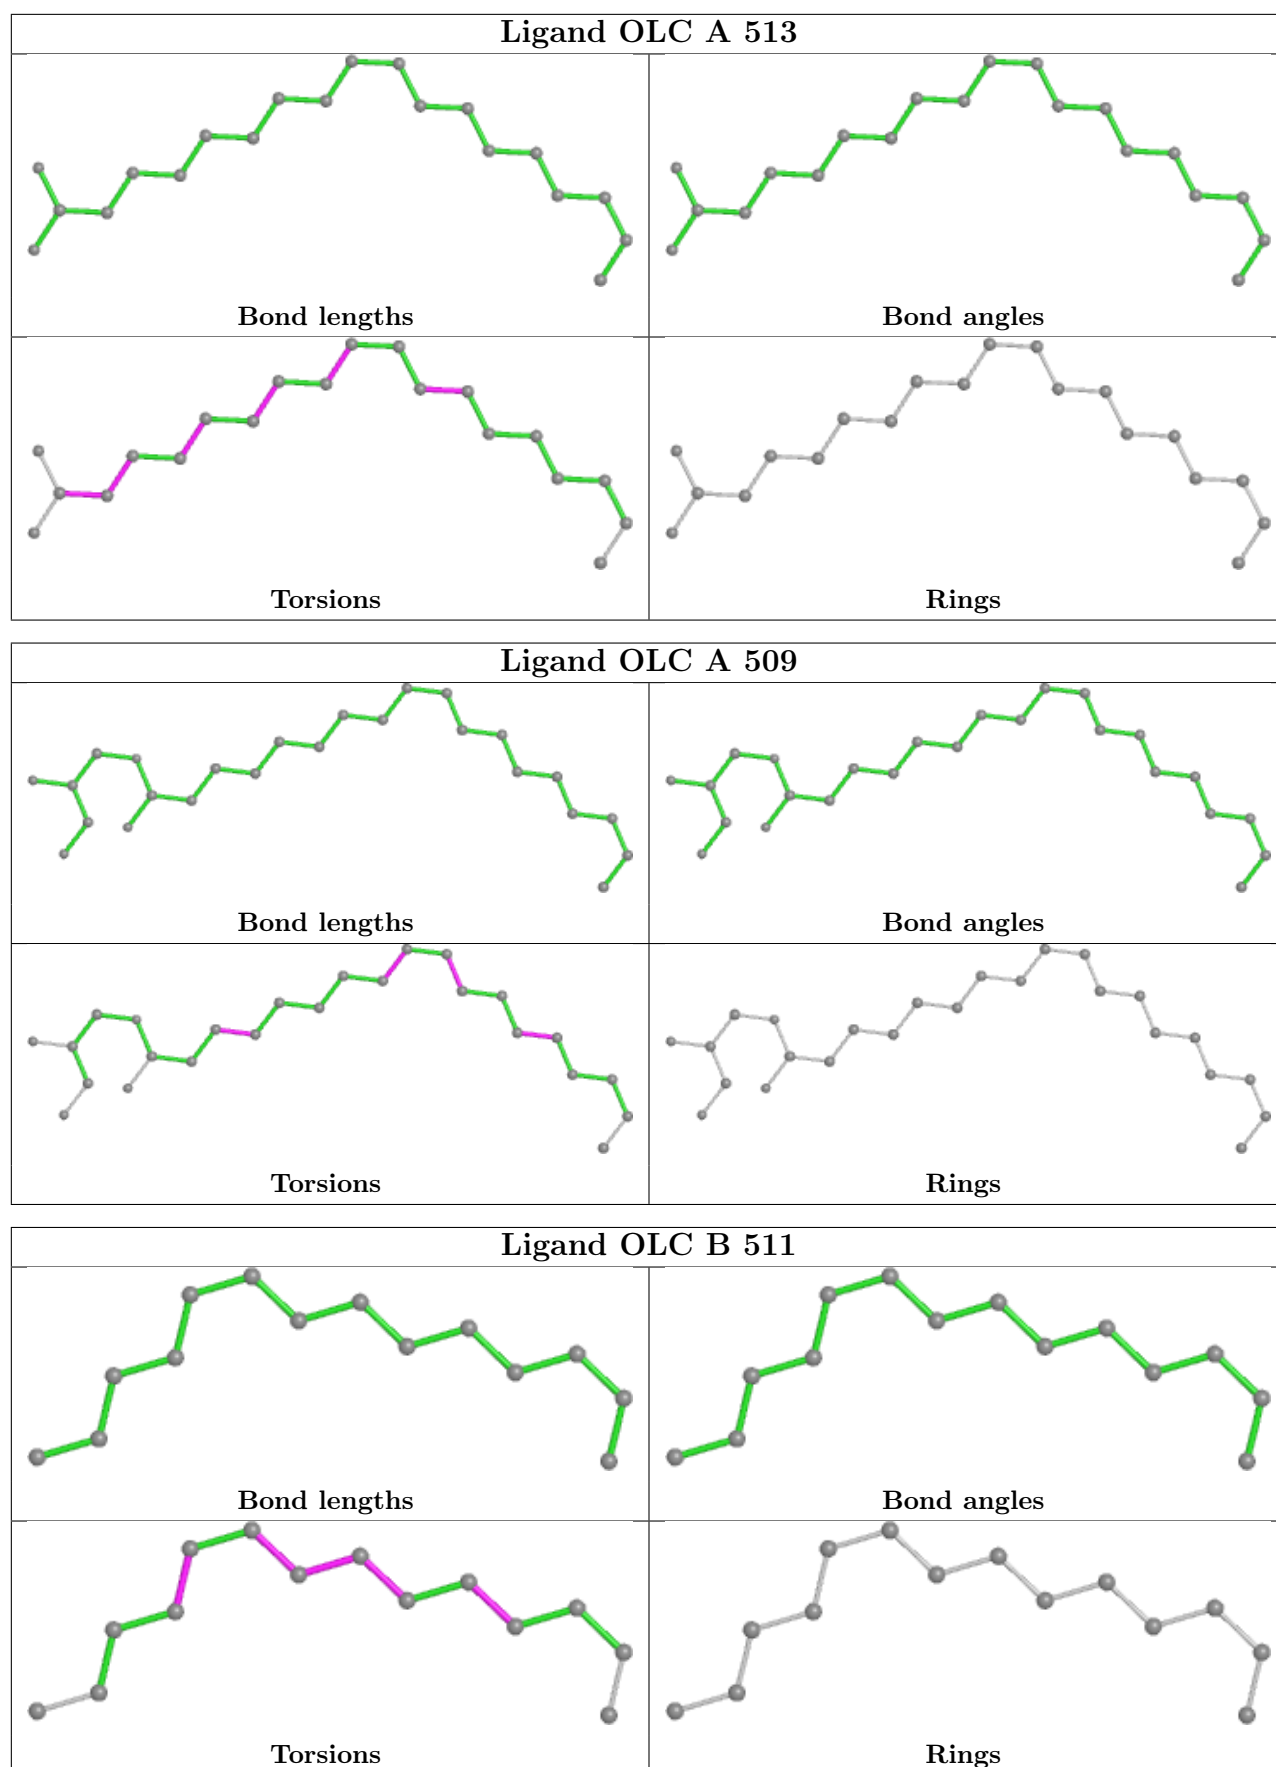 Ligand OLC A 513
Bond lengths
Bond angles
Torsions
Rings
Ligand OLC A 509
Bond lengths
Bond angles
Torsions
Rings
Ligand OLC B 511
Bond lengths
Bond angles
Torsions
Rings